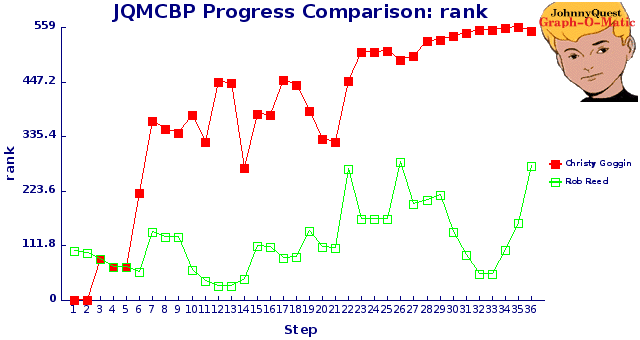 JQMCBP Progress Comparison: rank
JohnnyQuest
Graph-O-Matic
559
447.2
335.4
223.6
111.8
0
rank
Christy Goggin
Rob Reed
1 2 3 4 5 6 7 8 9 10 11 12 13 14 15 16 17 18 19 20 21 22 23 24 25 26 27 28 29 30 31 32 33 34 35 36
Step